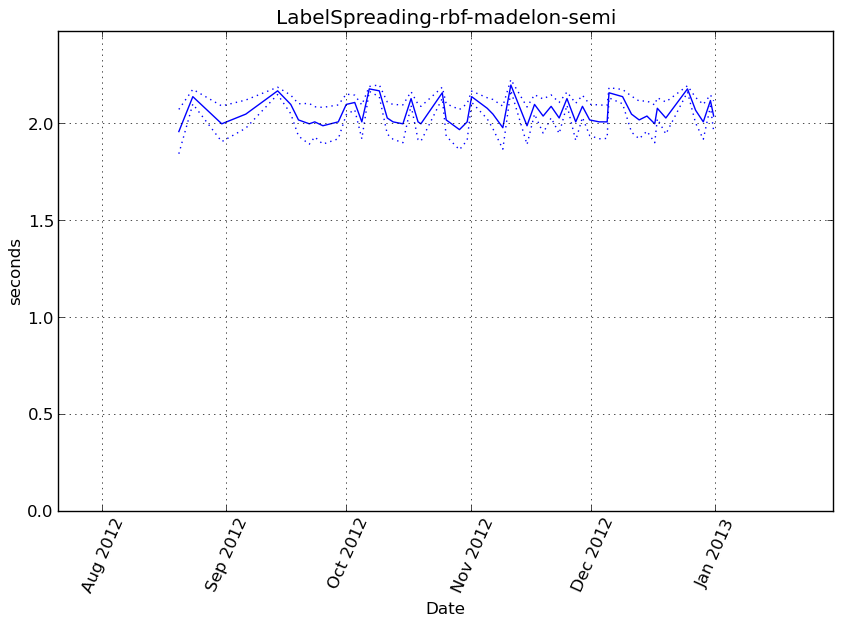 LabelSpreading-rbf-madelon-semi
2.0
1.5
1.0
0.5
0.0
seconds
Aug 2012
Sep 2012
Oct 2012
Nov 2012
Dec 2012
Jan 2013
Date